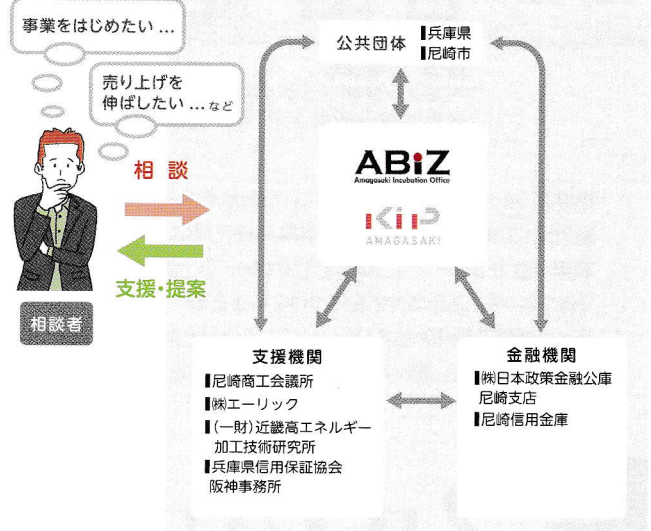 事業をはじめたい…
売り上げを
伸ばしたい…など
相談
支援・提案
相談者
公共団体
兵庫県
尼崎市
ABiZ
Amagasaki Incubation Office
KiP
AMAGASAKI
支援機関
尼崎商工会議所
㈱エーリック
(一財)近畿高エネルギー
加工技術研究所
兵庫県信用保証協会
阪神事務所
金融機関
㈱日本政策金融公庫
尼崎支店
尼崎信用金庫